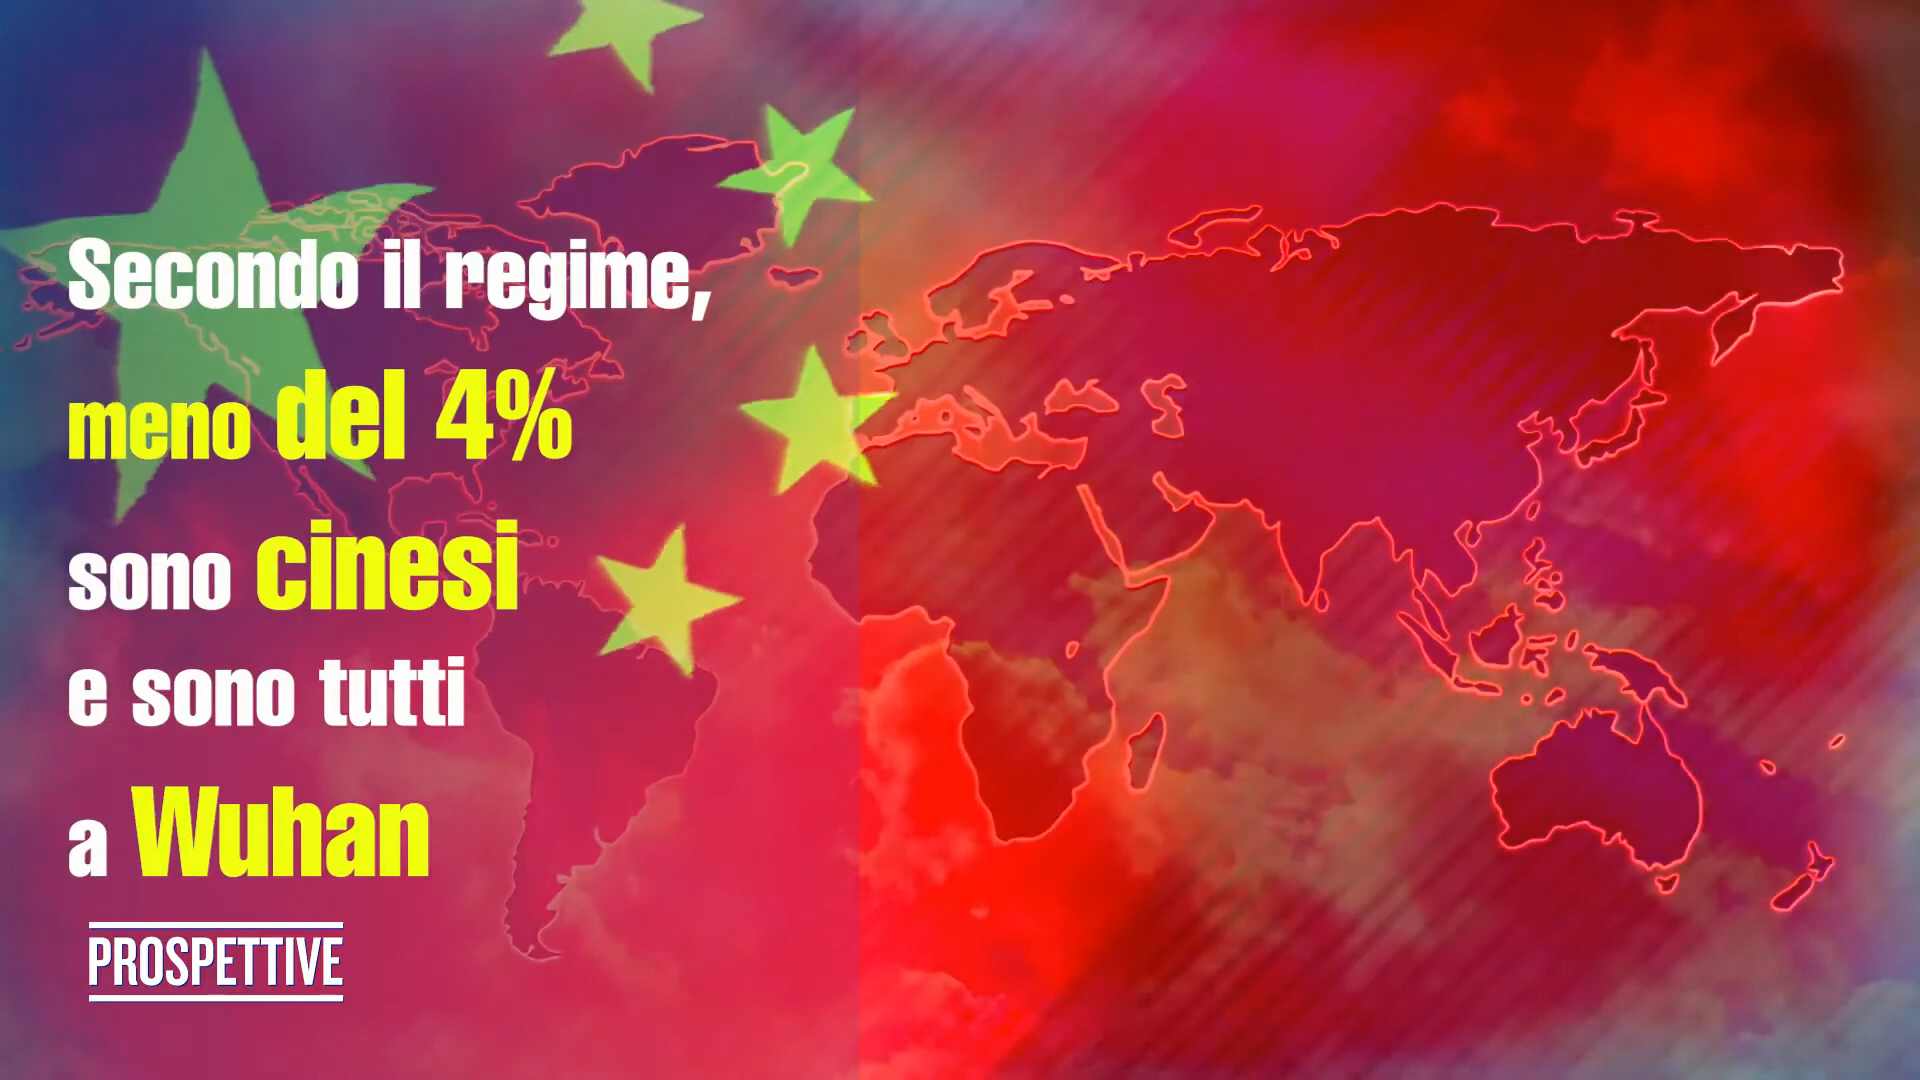 Secondo il regime,
meno del 4%
sono cinesi
e sono tutti
a Wuhan
PROSPETTIVE